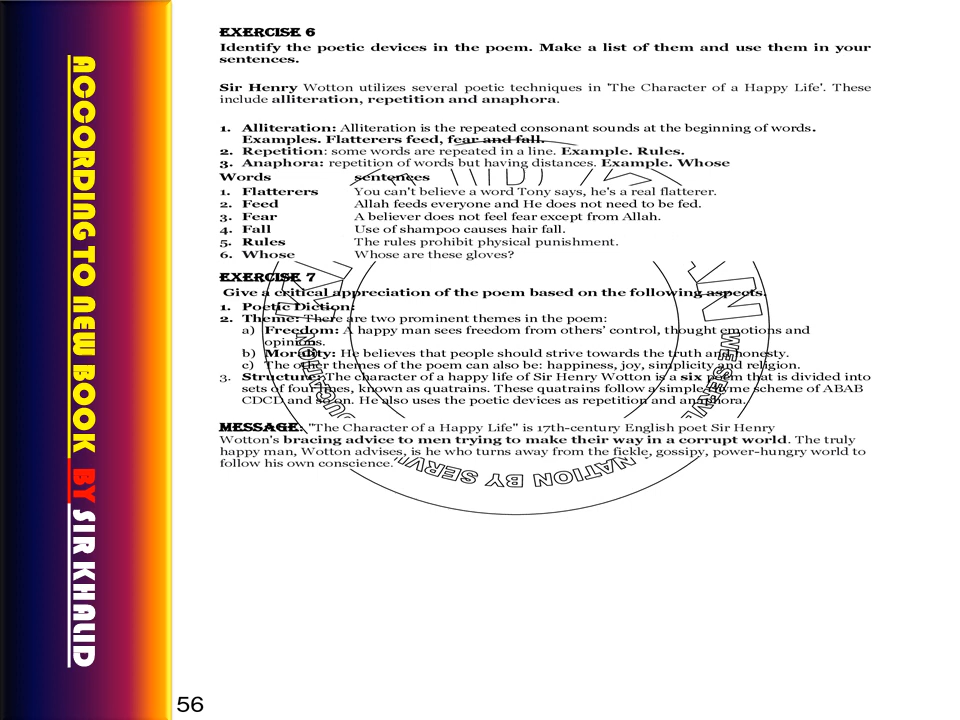 ACCORDING TO NEW BOOK BY SIR KHALID
EXERCISE 6
Identify the poetic devices in the poem. Make a list of them and use them in your
sentences.
Sir Henry Wotton utilizes several poetic techniques in 'The Character of a Happy Life'. These
include alliteration, repetition and anaphora.
1. Alliteration: Alliteration is the repeated consonant sounds at the beginning of words.
Examples. Flatterers feed, fear and fall.
2. Repetition: some words are repeated in a line. Example. Rules.
3. Anaphora: repetition of words but having distances. Example. Whose
Words sentences
1. Flatterers You can't believe a word Tony says, he's a real flatterer.
2. Feed Allah feeds everyone and He does not need to be fed.
3. Fear A believer does not feel fear except from Allah.
4. Fall Use of shampoo causes hair fall.
5. Rules The rules prohibit physical punishment.
6. Whose Whose are these gloves?
EXERCISE 7
Give a critical appreciation of the poem based on the following aspects.
1. Poetic Diction:
2. Theme: There are two prominent themes in the poem:
a) Freedom: A happy man sees freedom from others' control, thought emotions and
opinions.
b) Morality: He believes that people should strive towards the truth and honesty.
c) The other themes of the poem can also be: happiness, joy, simplicity and religion.
3. Structure: The character of a happy life of Sir Henry Wotton is a six poem that is divided into
sets of four lines, known as quatrains. These quatrains follow a simple rhyme scheme of ABAB
CDCD and so on. He also uses the poetic devices as repetition and anaphora.
MESSAGE: "The Character of a Happy Life" is 17th-century English poet Sir Henry
Wotton's bracing advice to men trying to make their way in a corrupt world. The truly
happy man, Wotton advises, is he who turns away from the fickle, gossipy, power-hungry world to
follow his own conscience.
NATION BY SERVI
WE SERVE
56